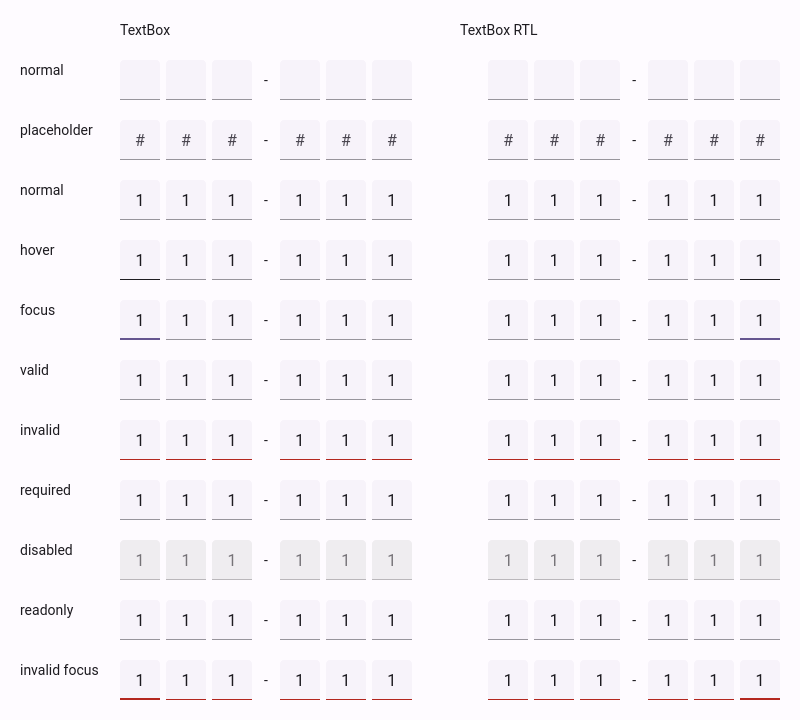 TextBox TextBox RTL
normal - -
placeholder # # # - # # # # # # - # # #
normal 1 1 1 - 1 1 1 1 1 1 - 1 1 1
hover 1 1 1 - 1 1 1 1 1 1 - 1 1 1
focus 1 1 1 - 1 1 1 1 1 1 - 1 1 1
valid 1 1 1 - 1 1 1 1 1 1 - 1 1 1
invalid 1 1 1 - 1 1 1 1 1 1 - 1 1 1
required 1 1 1 - 1 1 1 1 1 1 - 1 1 1
disabled 1 1 1 - 1 1 1 1 1 1 - 1 1 1
readonly 1 1 1 - 1 1 1 1 1 1 - 1 1 1
invalid focus 1 1 1 - 1 1 1 1 1 1 - 1 1 1